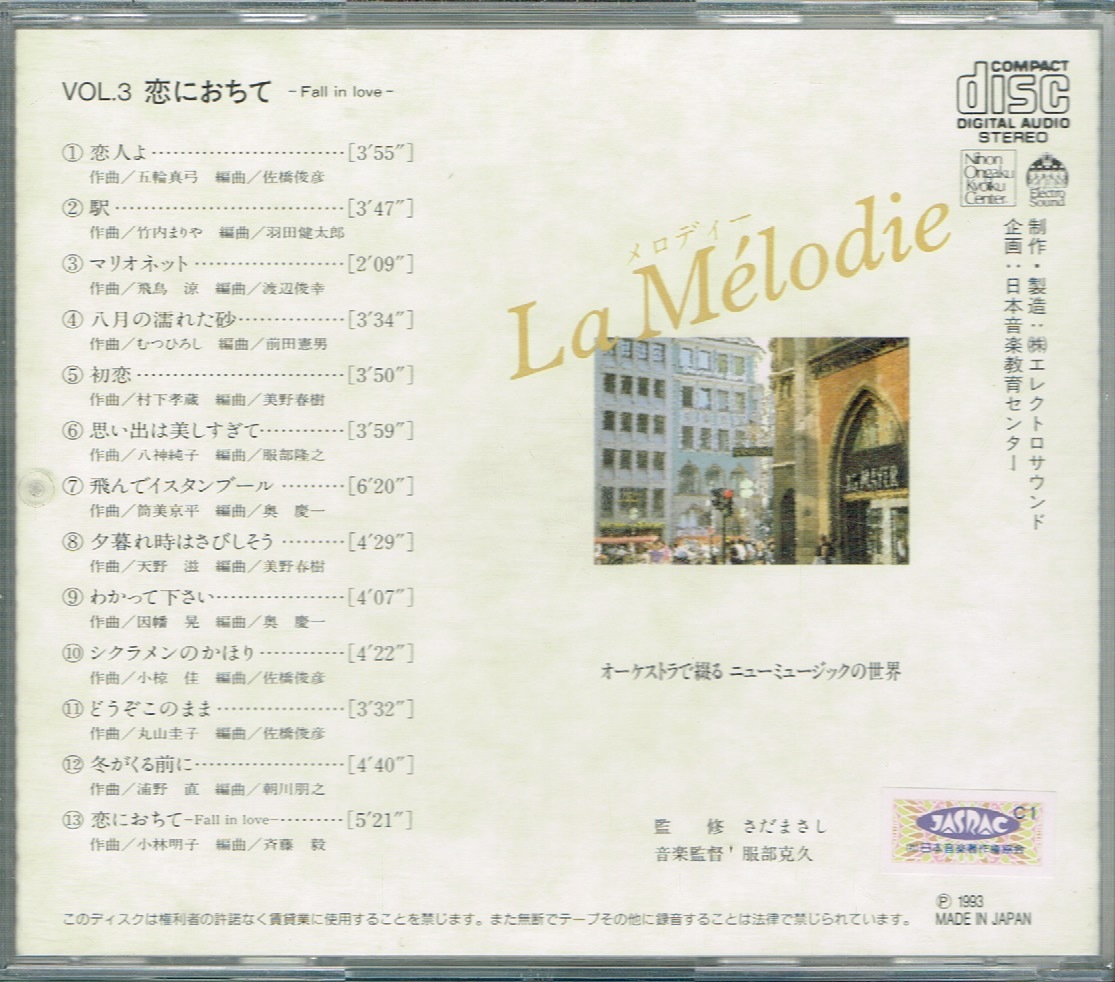 VOL.3 恋におちて -Fall in love-
① 恋人よ…………………………[3′55″]
作曲／五輪真弓 編曲／佐橋俊彦
② 駅…………………………[3′47″]
作曲／竹内まりや 編曲／羽田健太郎
③ マリオネット…………………[2′09″]
作曲／飛鳥 涼 編曲／渡辺俊幸
④ 八月の濡れた砂……………[3′34″]
作曲／むつひろし 編曲／前田憲男
⑤ 初恋…………………………[3′50″]
作曲／村下孝蔵 編曲／美野春樹
⑥ 思い出は美しすぎて…………[3′59″]
作曲／八神純子 編曲／服部隆之
⑦ 飛んでイスタンブール………[6′20″]
作曲／筒美京平 編曲／奥 慶一
⑧ 夕暮れ時はさびしそう………[4′29″]
作曲／天野 滋 編曲／美野春樹
⑨ わかって下さい………………[4′07″]
作曲／因幡 晃 編曲／奥 慶一
⑩ シクラメンのかほり…………[4′22″]
作曲／小椋 佳 編曲／佐橋俊彦
⑪ どうぞこのまま………………[3′32″]
作曲／丸山圭子 編曲／佐橋俊彦
⑫ 冬がくる前に…………………[4′40″]
作曲／浦野 直 編曲／朝川朋之
⑬ 恋におちて-Fall in love-………[5′21″]
作曲／小林明子 編曲／斉藤 毅
COMPACT
disc
DIGITAL AUDIO
STEREO
Nihon
Ongaku
Kyoiku
Center
Electro
Sound
制作・製造：㈱エレクトロサウンド
企画：日本音楽教育センター
メロディー
La Mélodie
オーケストラで綴る ニューミュージックの世界
監 修 さだまさし
音楽監督 服部克久
C1
JASRAC
日本音楽著作権協会
Ⓟ 1993
MADE IN JAPAN
このディスクは権利者の許諾なく賃貸業に使用することを禁じます。また無断でテープその他に録音することは法律で禁じられています。